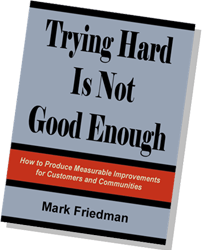 Trying Hard
Is Not
Good Enough
How to Produce Measurable Improvements
for Customers and Communities
Mark Friedman